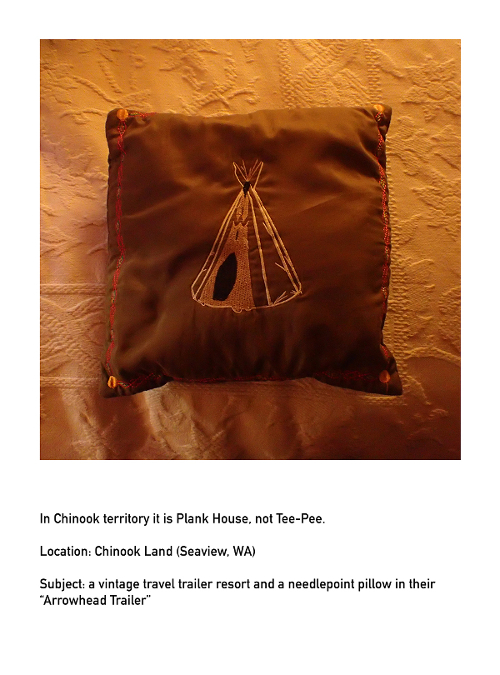 In Chinook territory it is Plank House, not Tee-Pee.
Location: Chinook Land (Seaview, WA)
Subject: a vintage travel trailer resort and a needlepoint pillow in their
“Arrowhead Trailer”